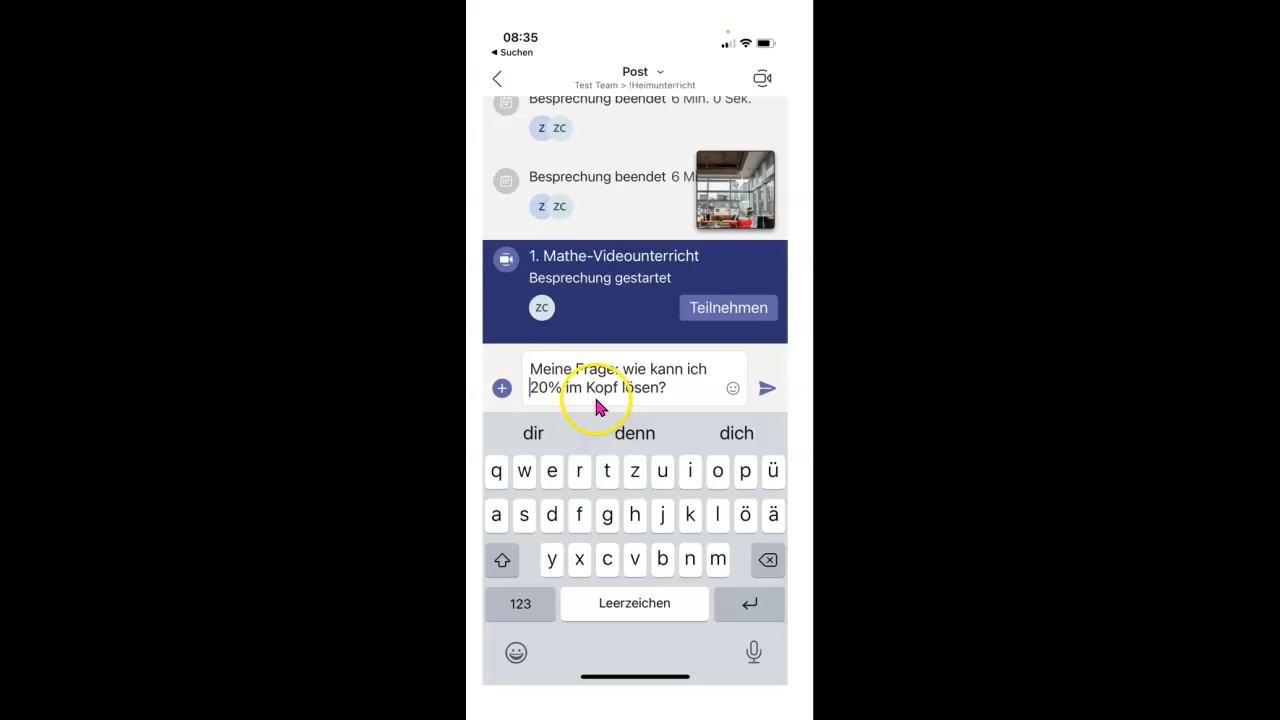 08:35
Suchen
Post
Test Team > !Heimunterricht
Besprechung beendet 6 Min. 0 Sek.
Z ZC
Besprechung beendet 6 M
Z ZC
1. Mathe-Videounterricht
Besprechung gestartet
ZC Teilnehmen
Meine Frage: wie kann ich
20% im Kopf lösen?
dir denn dich
q w e r t z u i o p ü
a s d f g h j k l ö ä
y x c v b n m
123 Leerzeichen